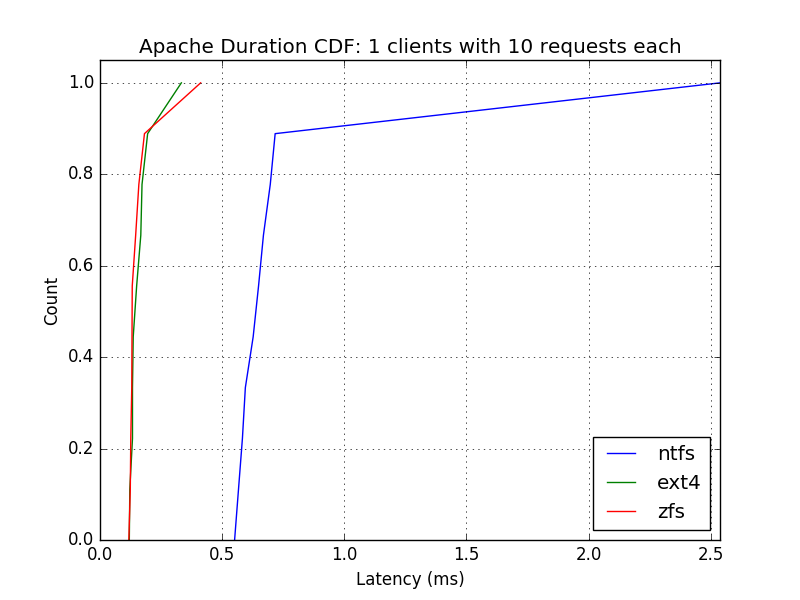 Apache Duration CDF: 1 clients with 10 requests each
Count
1.0
0.8
0.6
0.4
0.2
0.0
0.0 0.5 1.0 1.5 2.0 2.5
Latency (ms)
ntfs
ext4
zfs